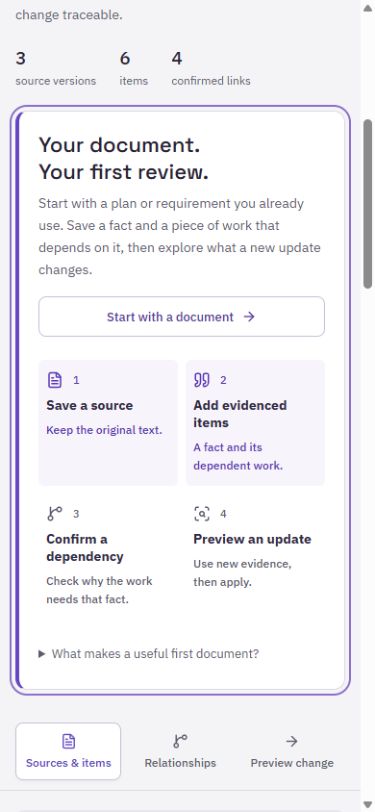 change traceable.
3
source versions
6
items
4
confirmed links
Your document.
Your first review.
Start with a plan or requirement you already
use. Save a fact and a piece of work that
depends on it, then explore what a new update
changes.
Start with a document →
1
Save a source
Keep the original text.
2
Add evidenced
items
A fact and its
dependent work.
3
Confirm a
dependency
Check why the work
needs that fact.
4
Preview an update
Use new evidence,
then apply.
What makes a useful first document?
Sources & items
Relationships
Preview change